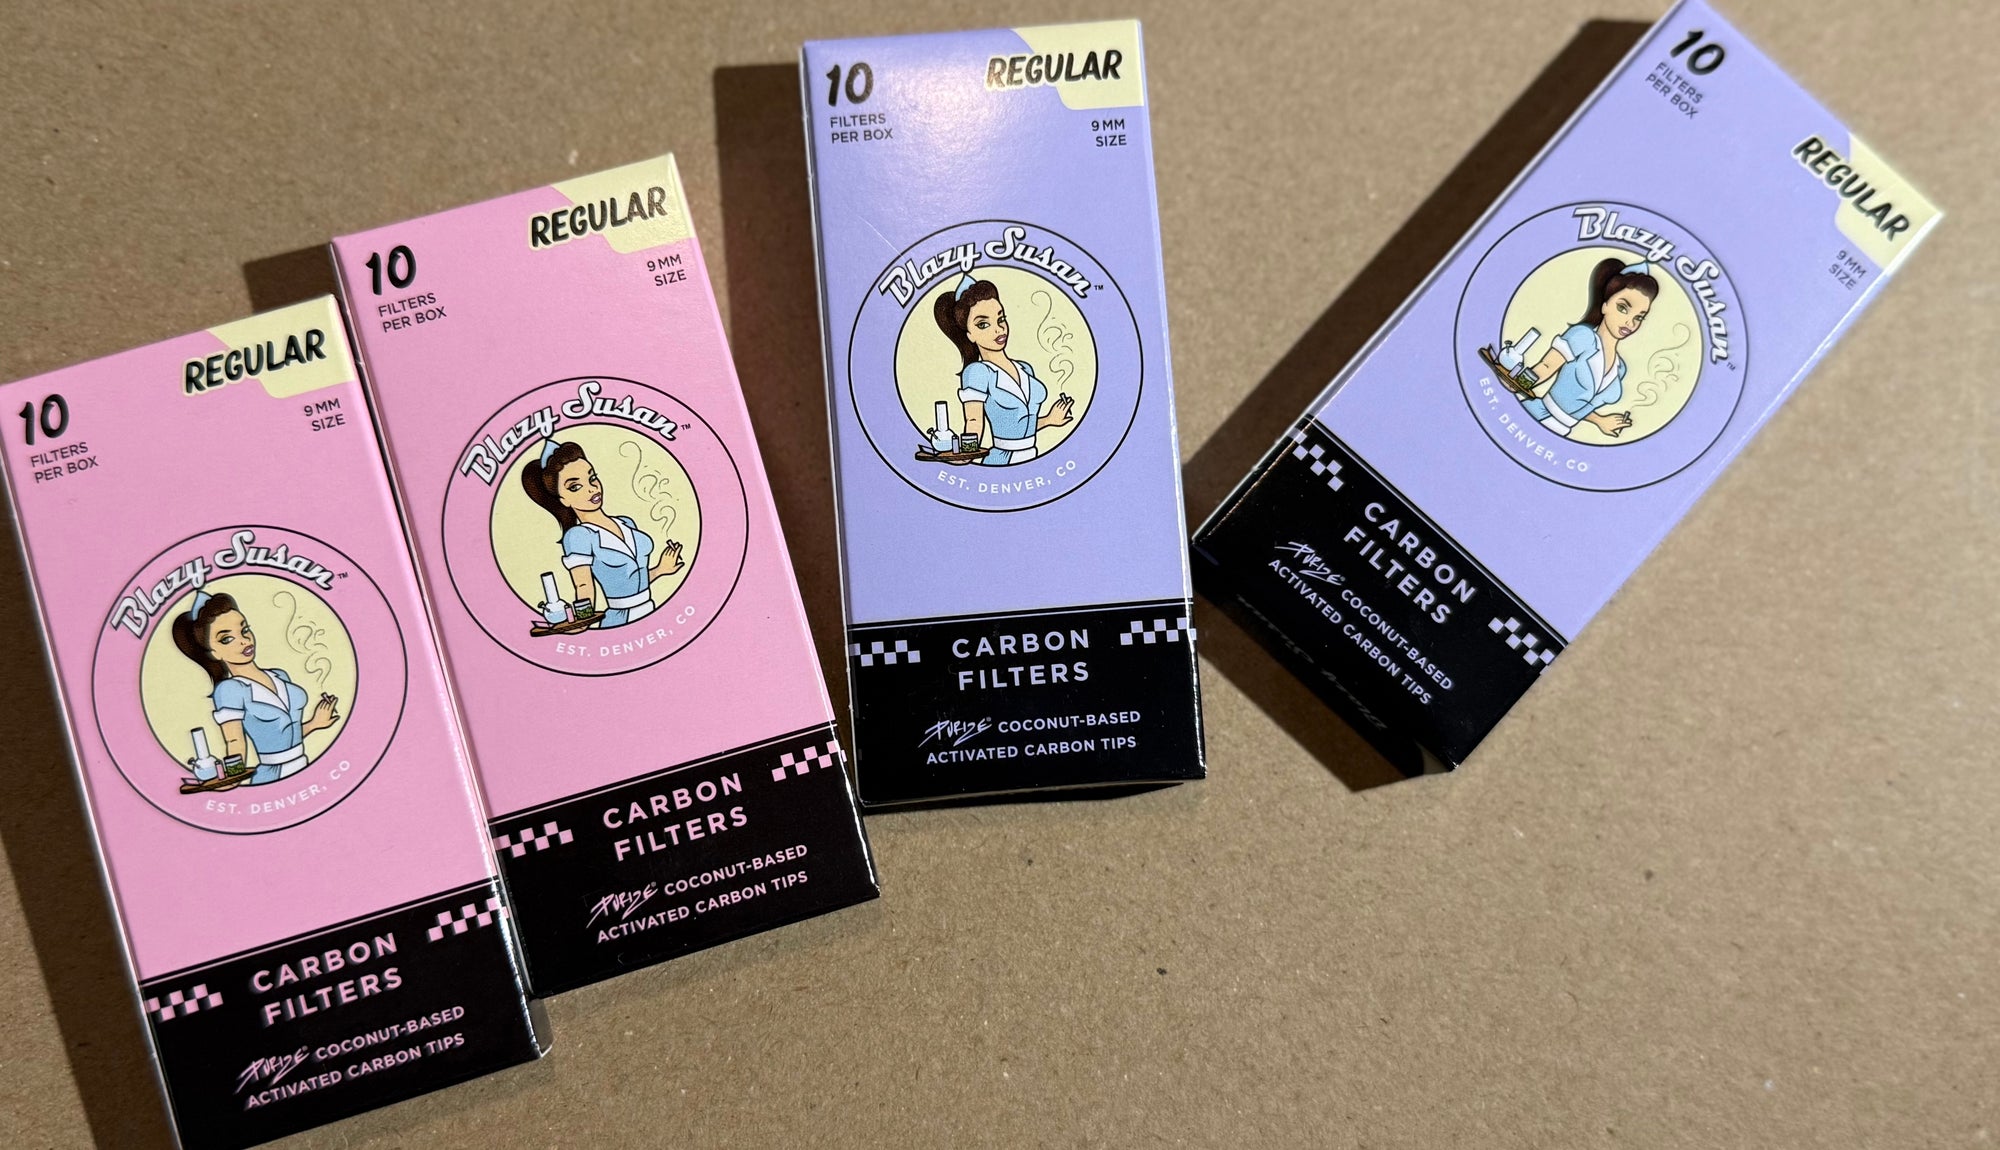 10
FILTERS
PER BOX
REGULAR
9 MM
SIZE
Blazy Susan™
EST. DENVER, CO
CARBON
FILTERS
PURIZE® COCONUT-BASED
ACTIVATED CARBON TIPS
10
FILTERS
PER BOX
REGULAR
9 MM
SIZE
Blazy Susan™
EST. DENVER, CO
CARBON
FILTERS
PURIZE® COCONUT-BASED
ACTIVATED CARBON TIPS
10
FILTERS
PER BOX
REGULAR
9 MM
SIZE
Blazy Susan™
EST. DENVER, CO
CARBON
FILTERS
PURIZE® COCONUT-BASED
ACTIVATED CARBON TIPS
10
FILTERS
PER BOX
REGULAR
9 MM
SIZE
Blazy Susan™
EST. DENVER, CO
CARBON
FILTERS
PURIZE® COCONUT-BASED
ACTIVATED CARBON TIPS